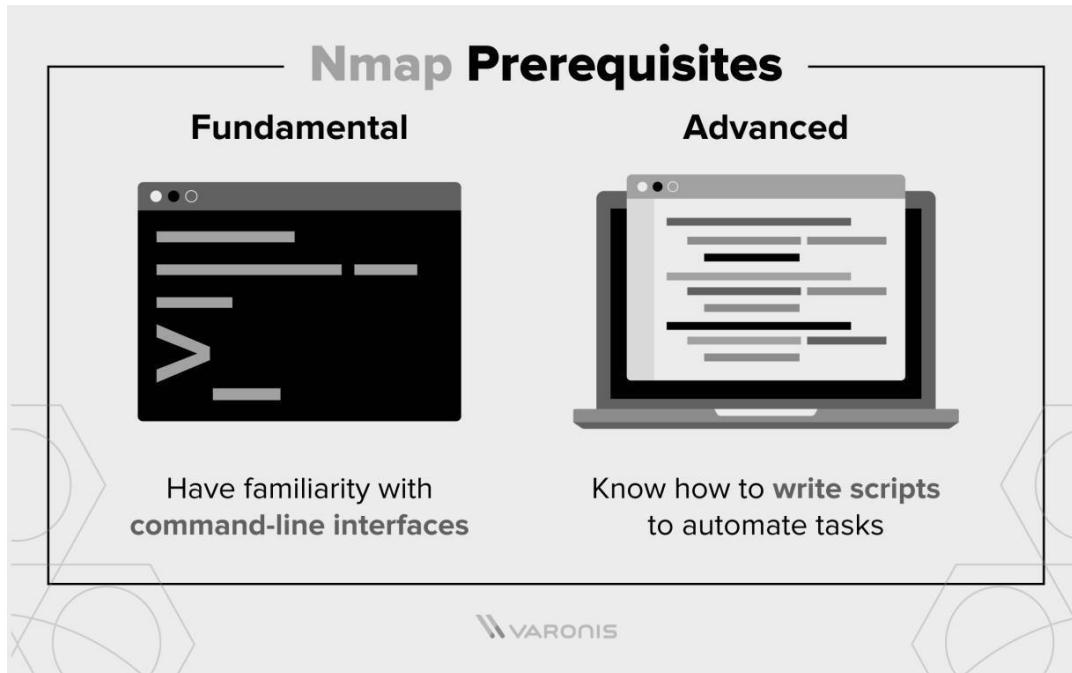 Nmap Prerequisites
Fundamental
Advanced
>_
Have familiarity with
command-line interfaces
Know how to write scripts
to automate tasks
VARONIS